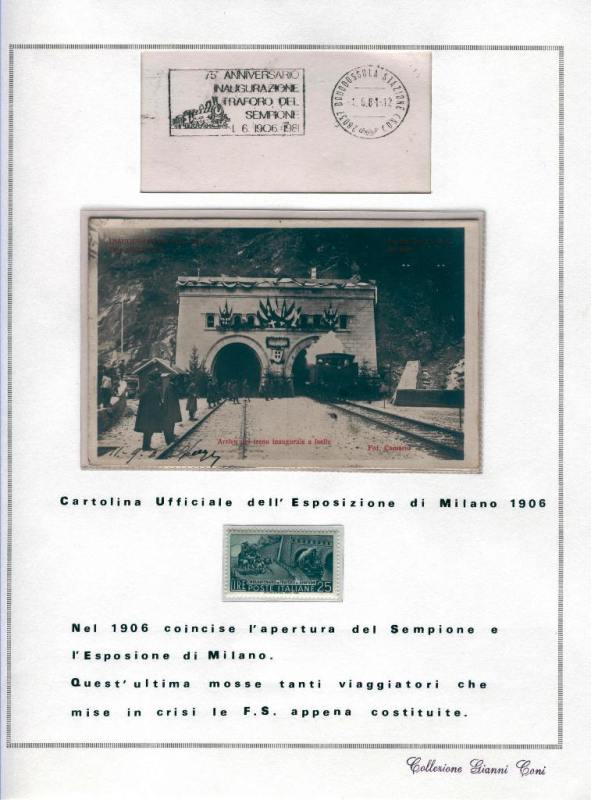 75° ANNIVERSARIO
INAUGURAZIONE
TRAFORO DEL
SEMPIONE
1.6.1906/1981
28037 DOMODOSSOLA STAZIONE (NO)
1.6.81-12
Arrivo del treno inaugurale a Iselle
Fot. Comerio
Cartolina Ufficiale dell'Esposizione di Milano 1906
LIRE POSTE ITALIANE 25
Nel 1906 coincise l'apertura del Sempione e
l'Esposione di Milano.
Quest'ultima mosse tanti viaggiatori che
mise in crisi le F.S. appena costituite.
Collezione Gianni Coni